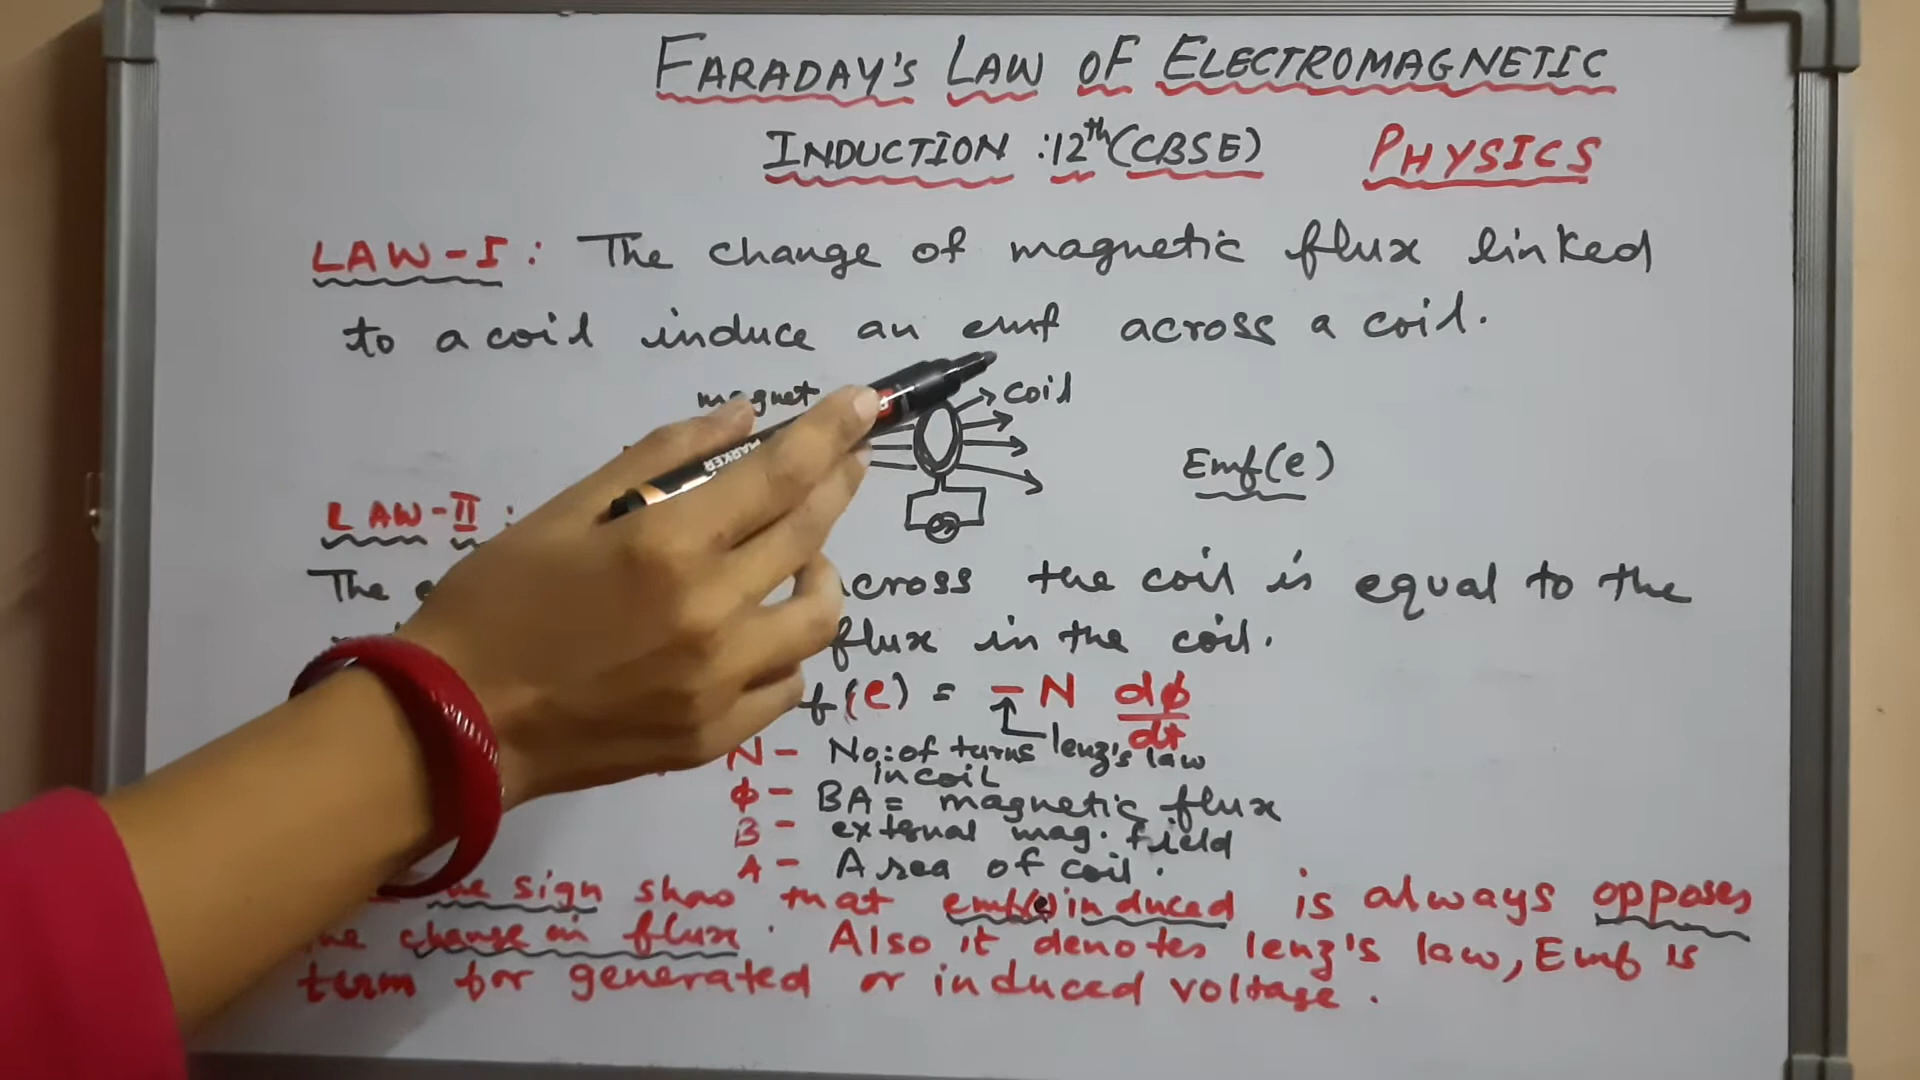 FARADAY'S LAW OF ELECTROMAGNETIC
INDUCTION :12th (CBSE) PHYSICS
LAW-I : The change of magnetic flux linked
to a coil induce an emf across a coil.
magnet
coil
Emf(e)
LAW-II :
The across the coil is equal to the
flux in the coil.
f(e) = -N dφ/dt
lenz's law
N - No: of turns
in coil
φ - BA = magnetic flux
B - external mag. field
A - Area of coil.
sign show that emf(e) induced is always opposes
the change in flux. Also it denotes lenz's law, Emf is
term for generated or induced voltage.
MARKER